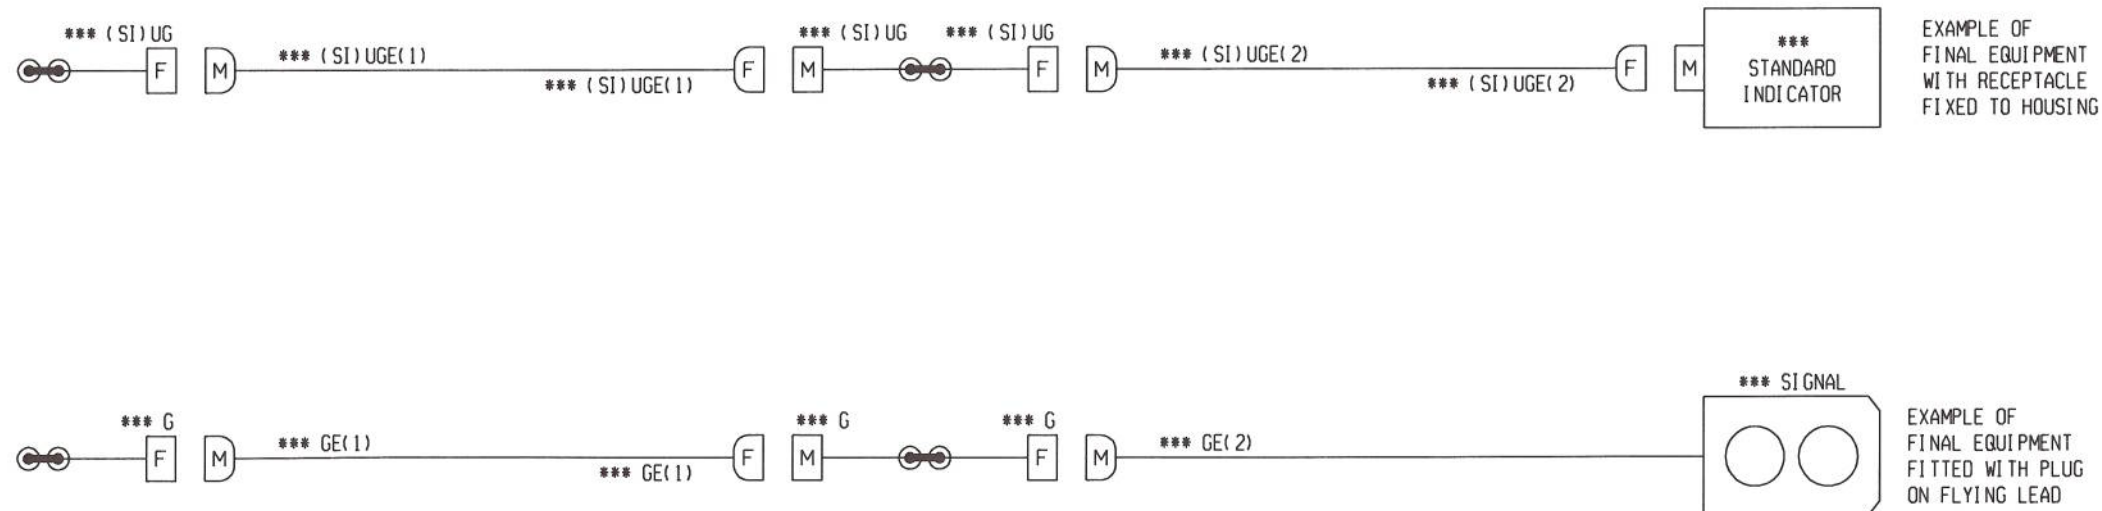 *** (SI)UG
F
M
*** (SI)UGE(1)
*** (SI)UGE(1)
F
*** (SI)UG
M
*** (SI)UG
F
M
*** (SI)UGE(2)
*** (SI)UGE(2)
F
M
***
STANDARD
INDICATOR
EXAMPLE OF
FINAL EQUIPMENT
WITH RECEPTACLE
FIXED TO HOUSING
*** G
F
M
*** GE(1)
*** GE(1)
F
*** G
M
*** G
F
M
*** GE(2)
*** SIGNAL
EXAMPLE OF
FINAL EQUIPMENT
FITTED WITH PLUG
ON FLYING LEAD